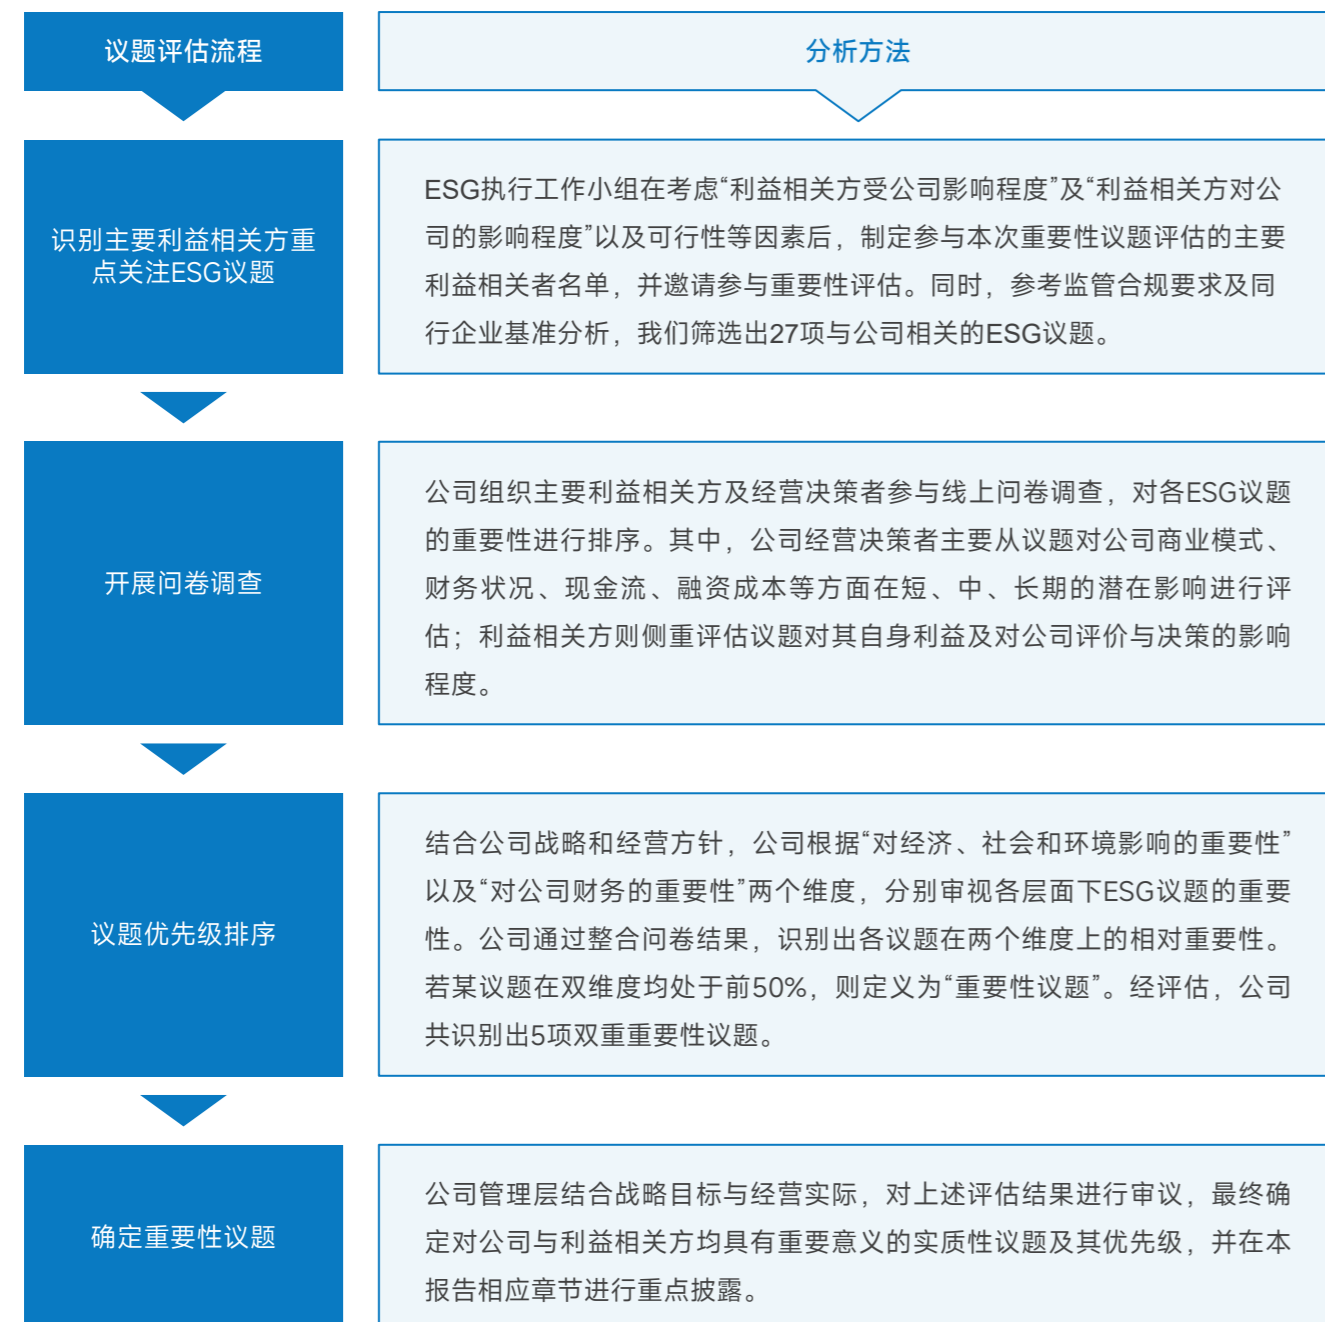 议题评估流程
分析方法
识别主要利益相关方重
点关注ESG议题
ESG执行工作小组在考虑“利益相关方受公司影响程度”及“利益相关方对公
司的影响程度”以及可行性等因素后，制定参与本次重要性议题评估的主要
利益相关者名单，并邀请参与重要性评估。同时，参考监管合规要求及同
行企业基准分析，我们筛选出27项与公司相关的ESG议题。
开展问卷调查
公司组织主要利益相关方及经营决策者参与线上问卷调查，对各ESG议题
的重要性进行排序。其中，公司经营决策者主要从议题对公司商业模式、
财务状况、现金流、融资成本等方面在短、中、长期的潜在影响进行评
估；利益相关方则侧重评估议题对其自身利益及对公司评价与决策的影响
程度。
议题优先级排序
结合公司战略和经营方针，公司根据“对经济、社会和环境影响的重要性”
以及“对公司财务的重要性”两个维度，分别审视各层面下ESG议题的重要
性。公司通过整合问卷结果，识别出各议题在两个维度上的相对重要性。
若某议题在双维度均处于前50%，则定义为“重要性议题”。经评估，公司
共识别出5项双重重要性议题。
确定重要性议题
公司管理层结合战略目标与经营实际，对上述评估结果进行审议，最终确
定对公司与利益相关方均具有重要意义的实质性议题及其优先级，并在本
报告相应章节进行重点披露。